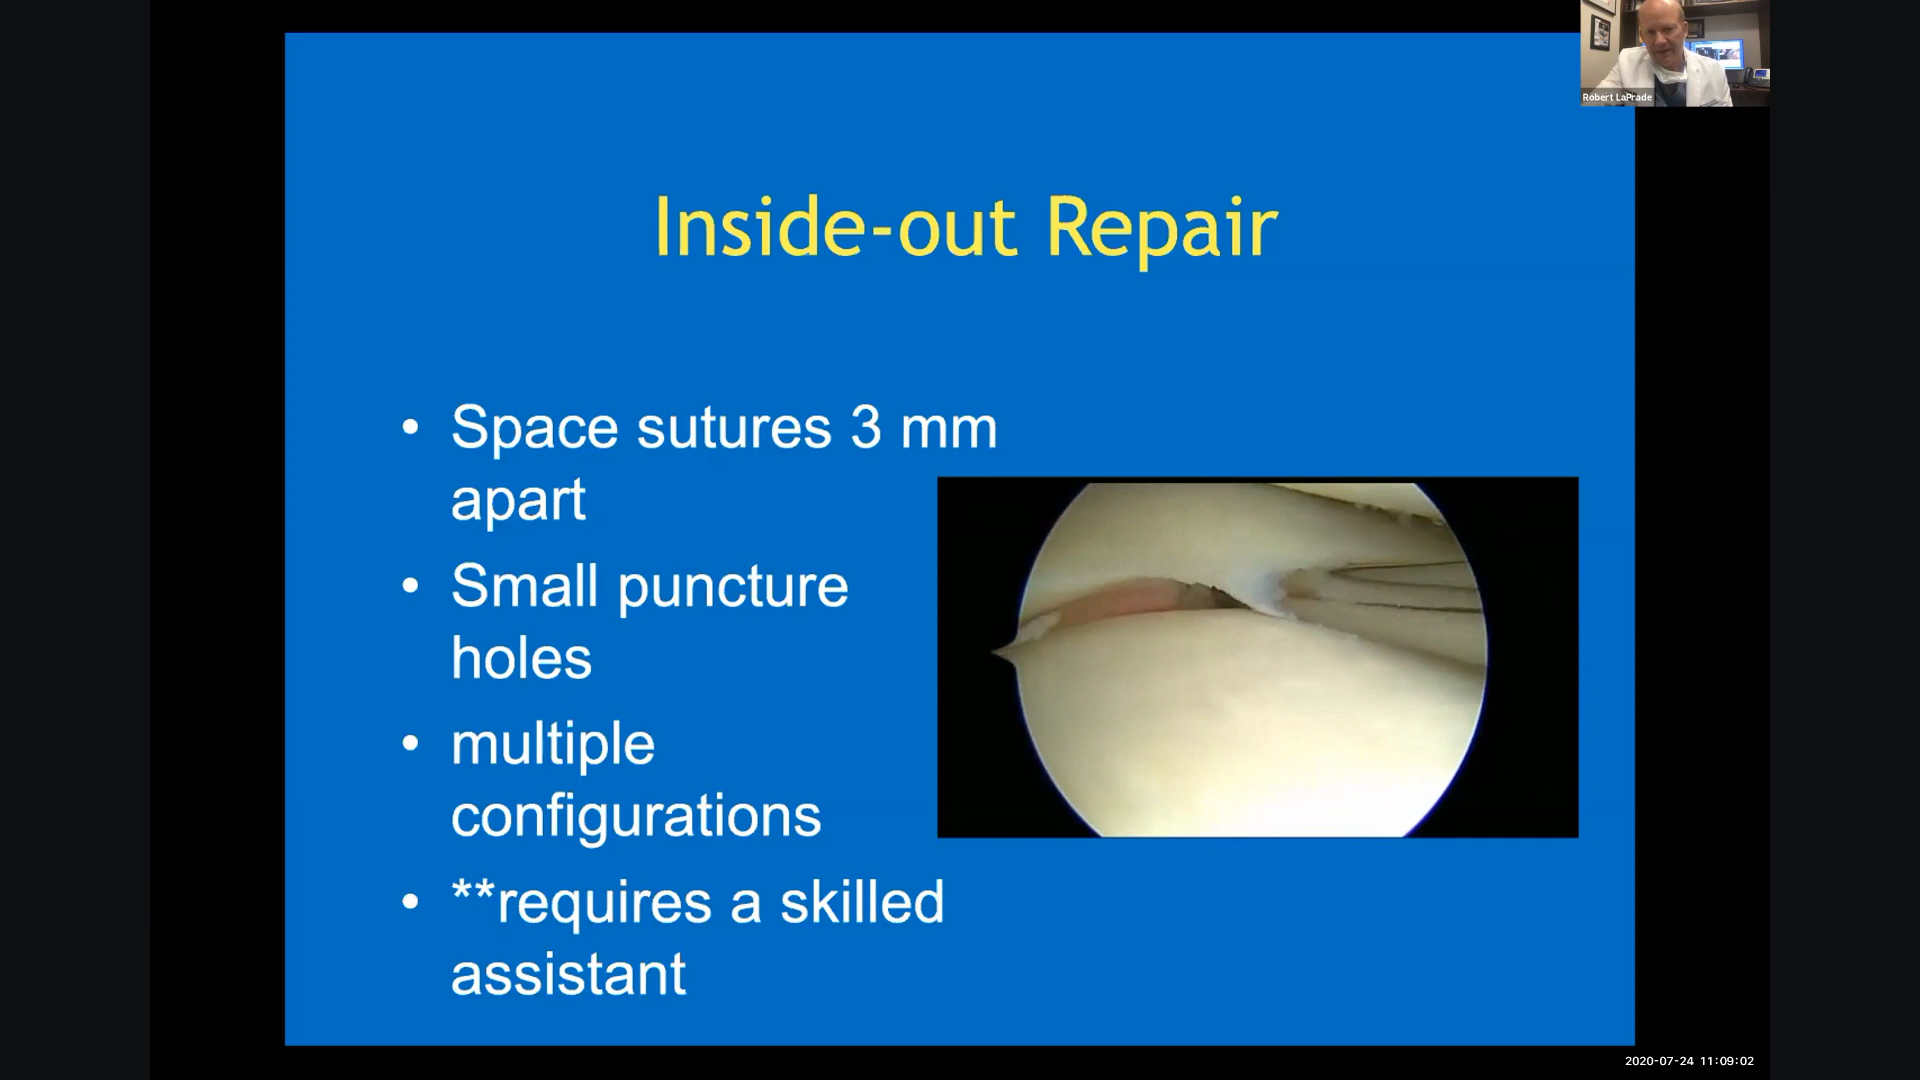 Robert LaPrade
Inside-out Repair
• Space sutures 3 mm
apart
• Small puncture
holes
• multiple
configurations
• **requires a skilled
assistant
2020-07-24 11:09:02